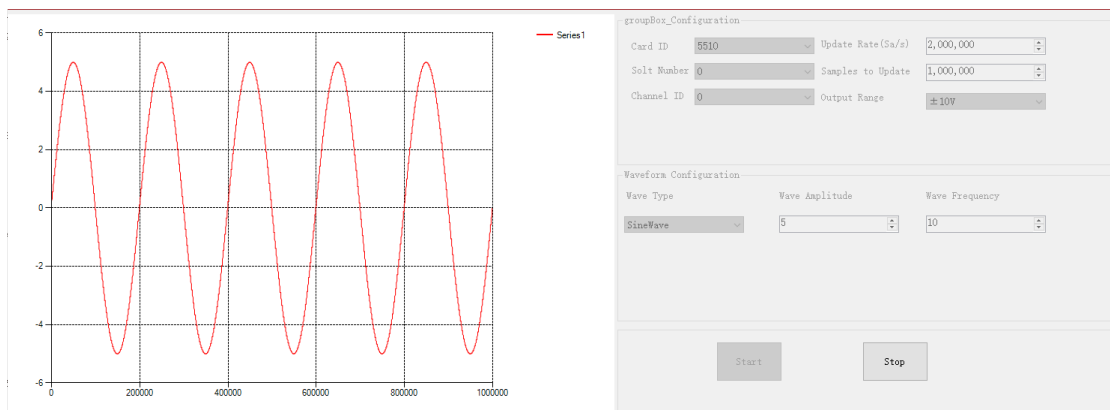 6
4
2
0
-2
-4
-6
0
200000
400000
600000
800000
1000000
Series1
groupBox_Configuration
Card ID 5510 Update Rate(Sa/s) 2,000,000
Solt Number 0 Samples to Update 1,000,000
Channel ID 0 Output Range ±10V
Waveform Configuration
Wave Type Wave Amplitude Wave Frequency
SineWave 5 10
Start Stop